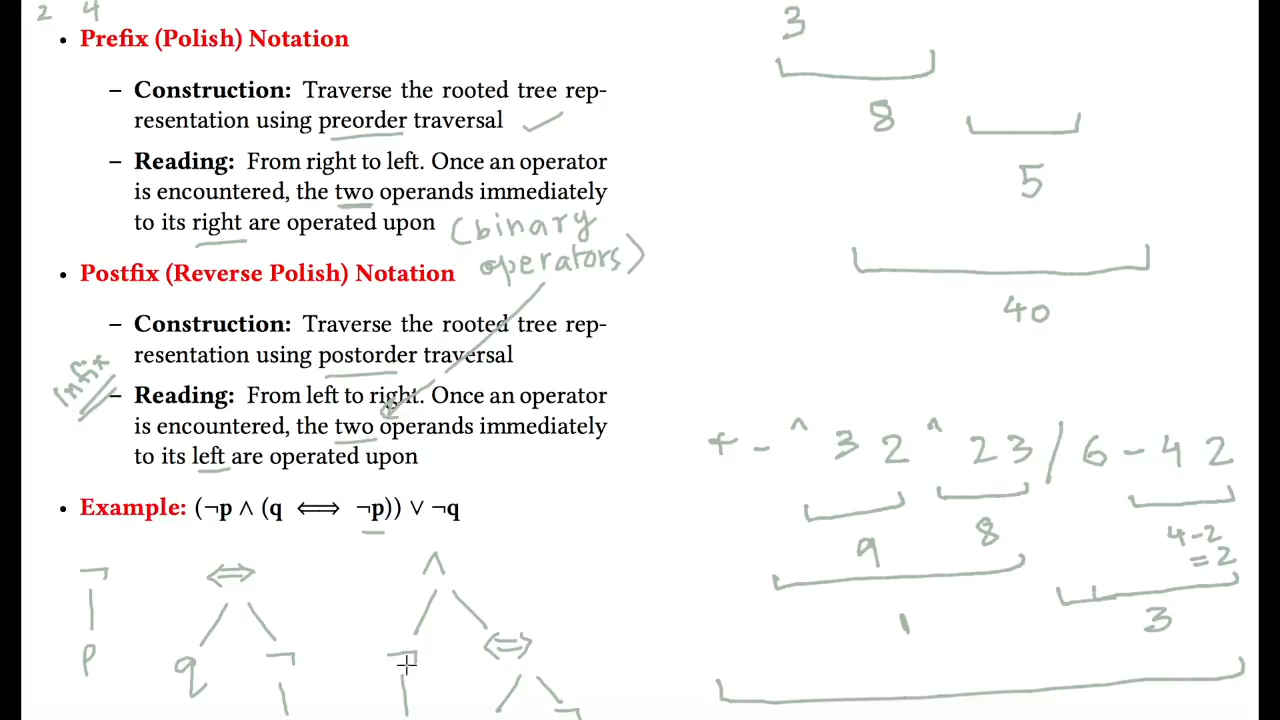 2 4
• Prefix (Polish) Notation
– Construction: Traverse the rooted tree rep-
resentation using preorder traversal
– Reading: From right to left. Once an operator
is encountered, the two operands immediately
to its right are operated upon
(binary
operators)
• Postfix (Reverse Polish) Notation
– Construction: Traverse the rooted tree rep-
resentation using postorder traversal
Infix
– Reading: From left to right. Once an operator
is encountered, the two operands immediately
to its left are operated upon
• Example: (¬p ∧ (q ⟺ ¬p)) ∨ ¬q
¬ ⇔ ∧
p q ¬ ¬ ⇔
¬
3
8
5
40
+ - ^ 3 2 ^ 2 3 / 6 - 4 2
9 8 4-2
=2
1 3